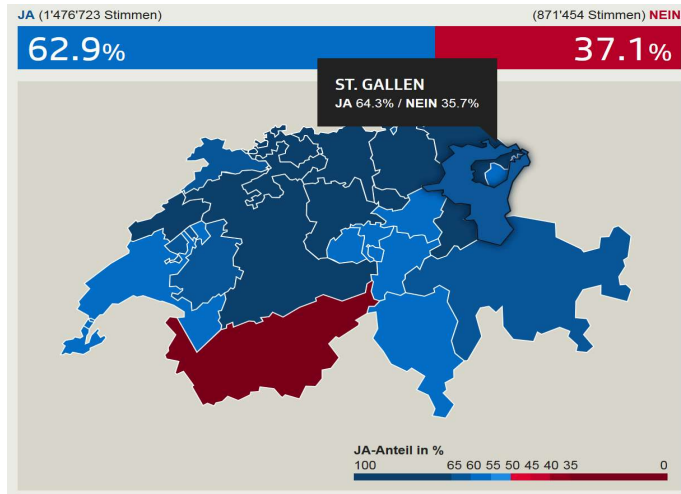 JA (1'476'723 Stimmen)
(871'454 Stimmen) NEIN
62.9%
37.1%
ST. GALLEN
JA 64.3% / NEIN 35.7%
JA-Anteil in %
100 65 60 55 50 45 40 35 0